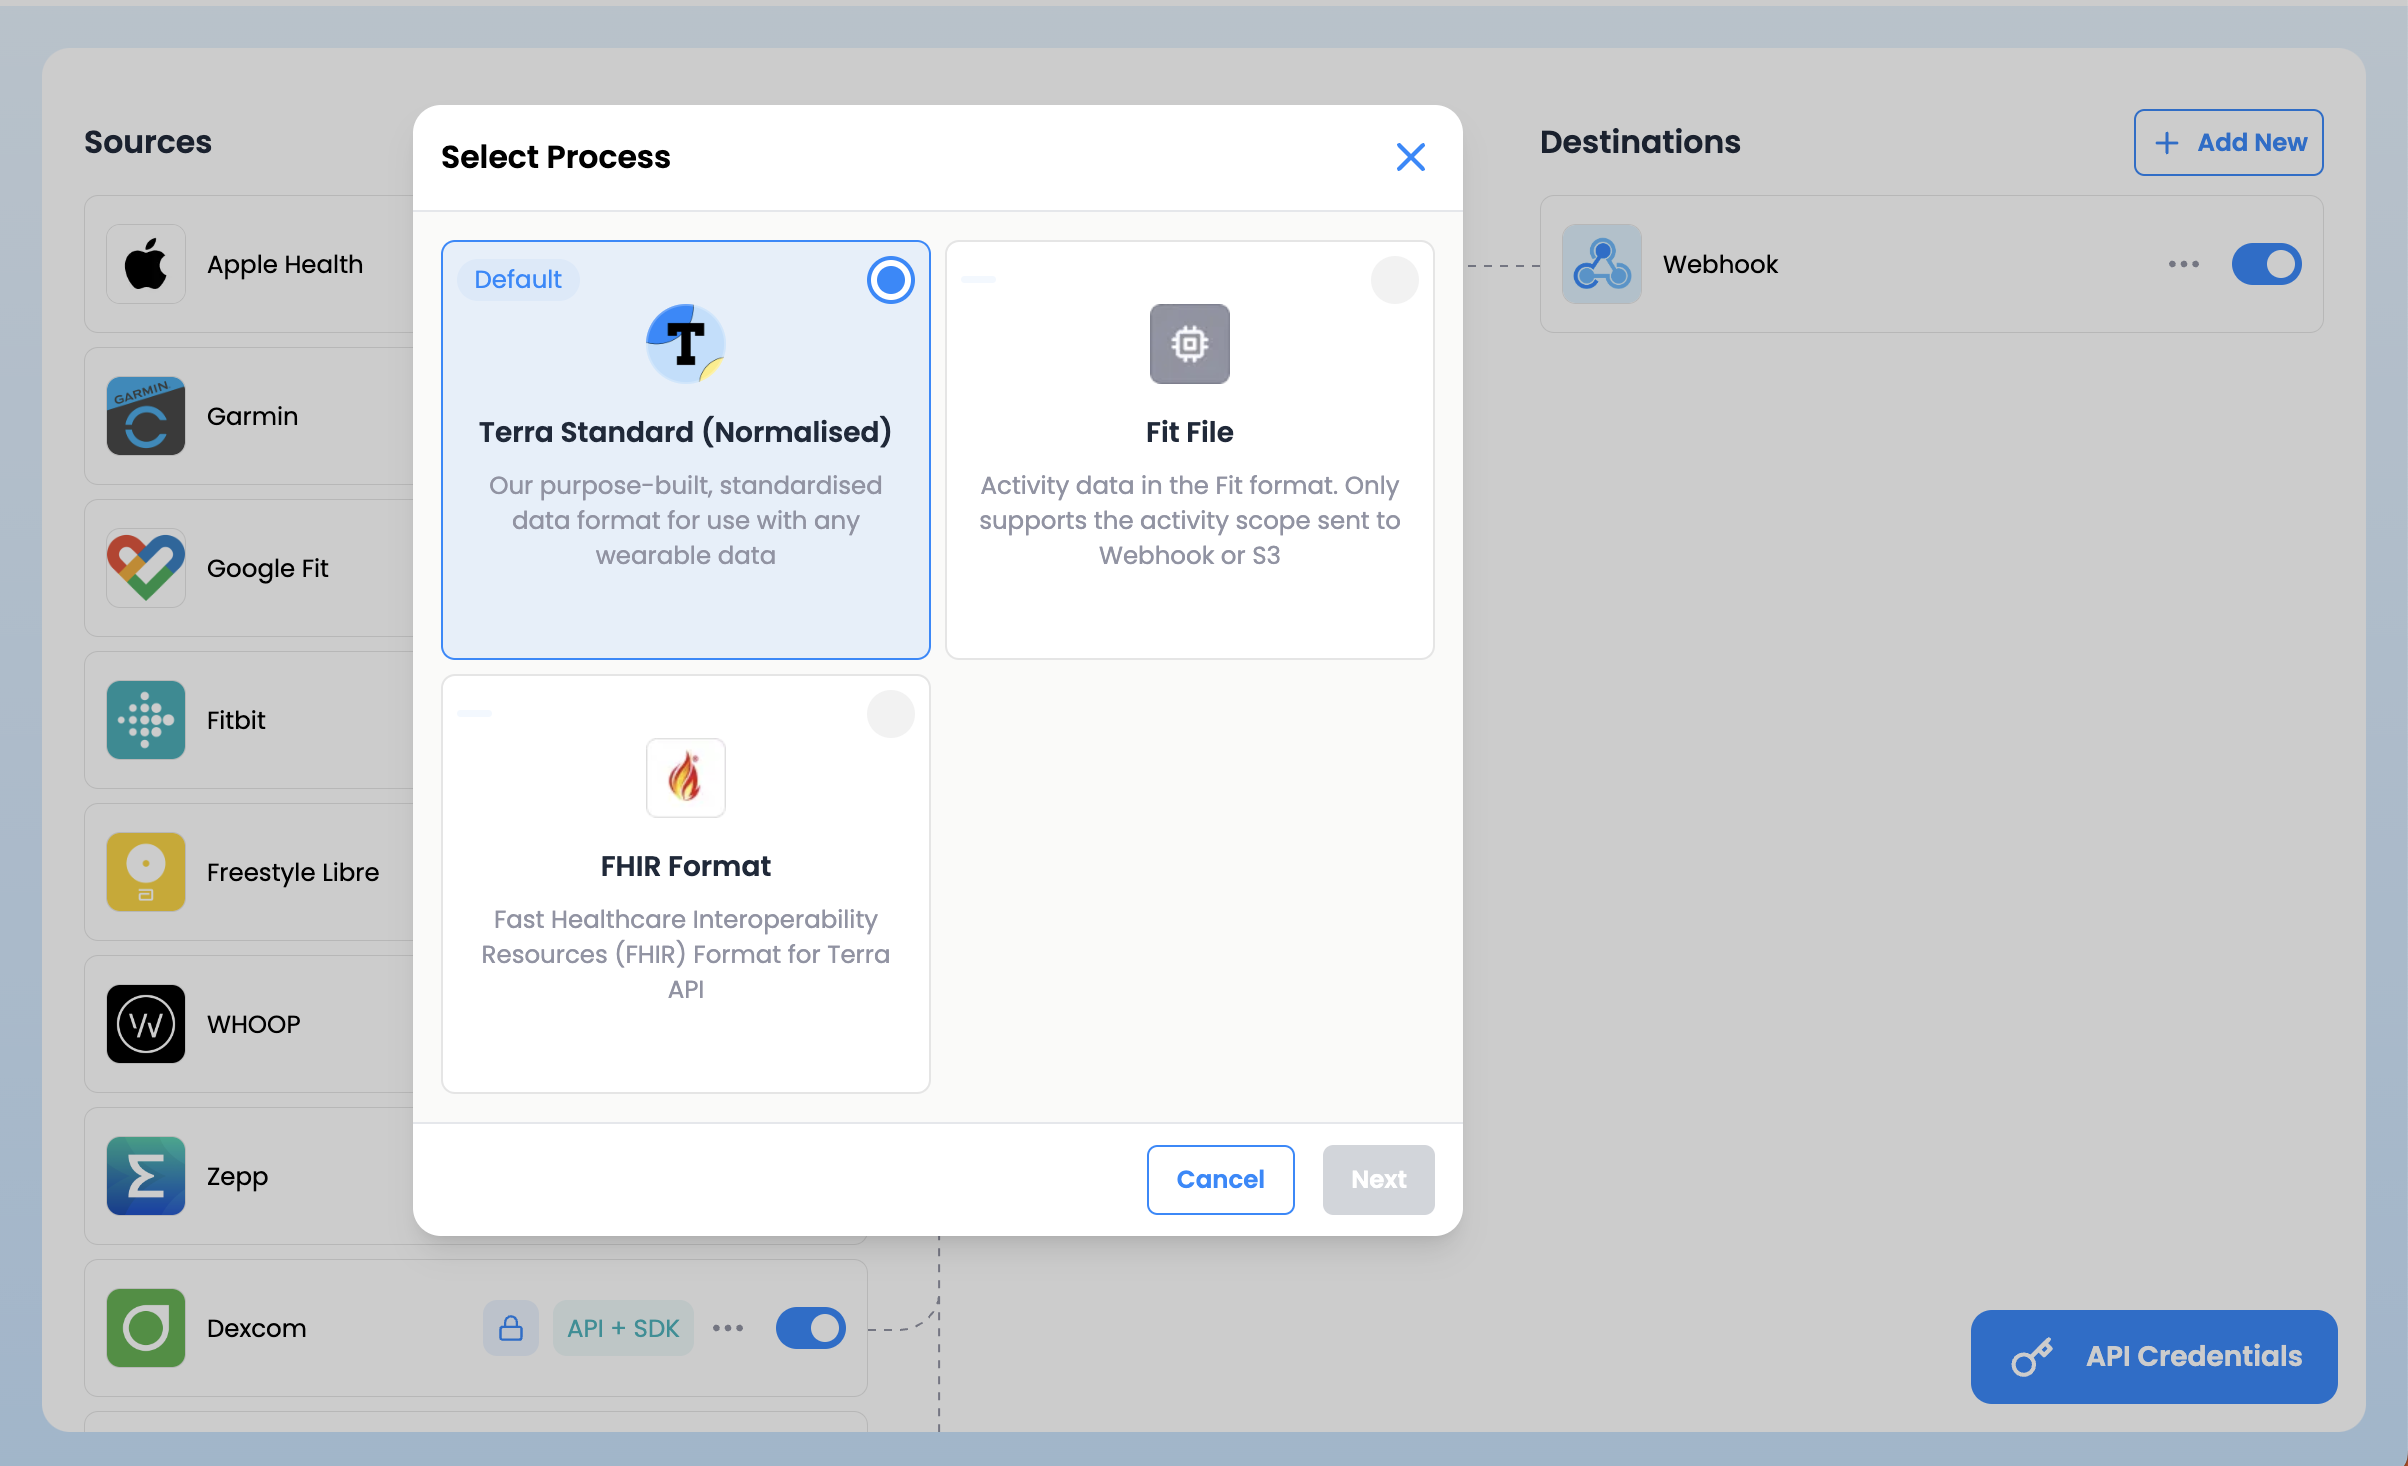 Sources
Apple Health
GARMIN
Garmin
Google Fit
Fitbit
Freestyle Libre
WHOOP
Zepp
Dexcom
API + SDK
Select Process
Default
T
Terra Standard (Normalised)
Our purpose-built, standardised
data format for use with any
wearable data
Fit File
Activity data in the Fit format. Only
supports the activity scope sent to
Webhook or S3
FHIR Format
Fast Healthcare Interoperability
Resources (FHIR) Format for Terra
API
Cancel
Next
Destinations
Add New
Webhook
API Credentials